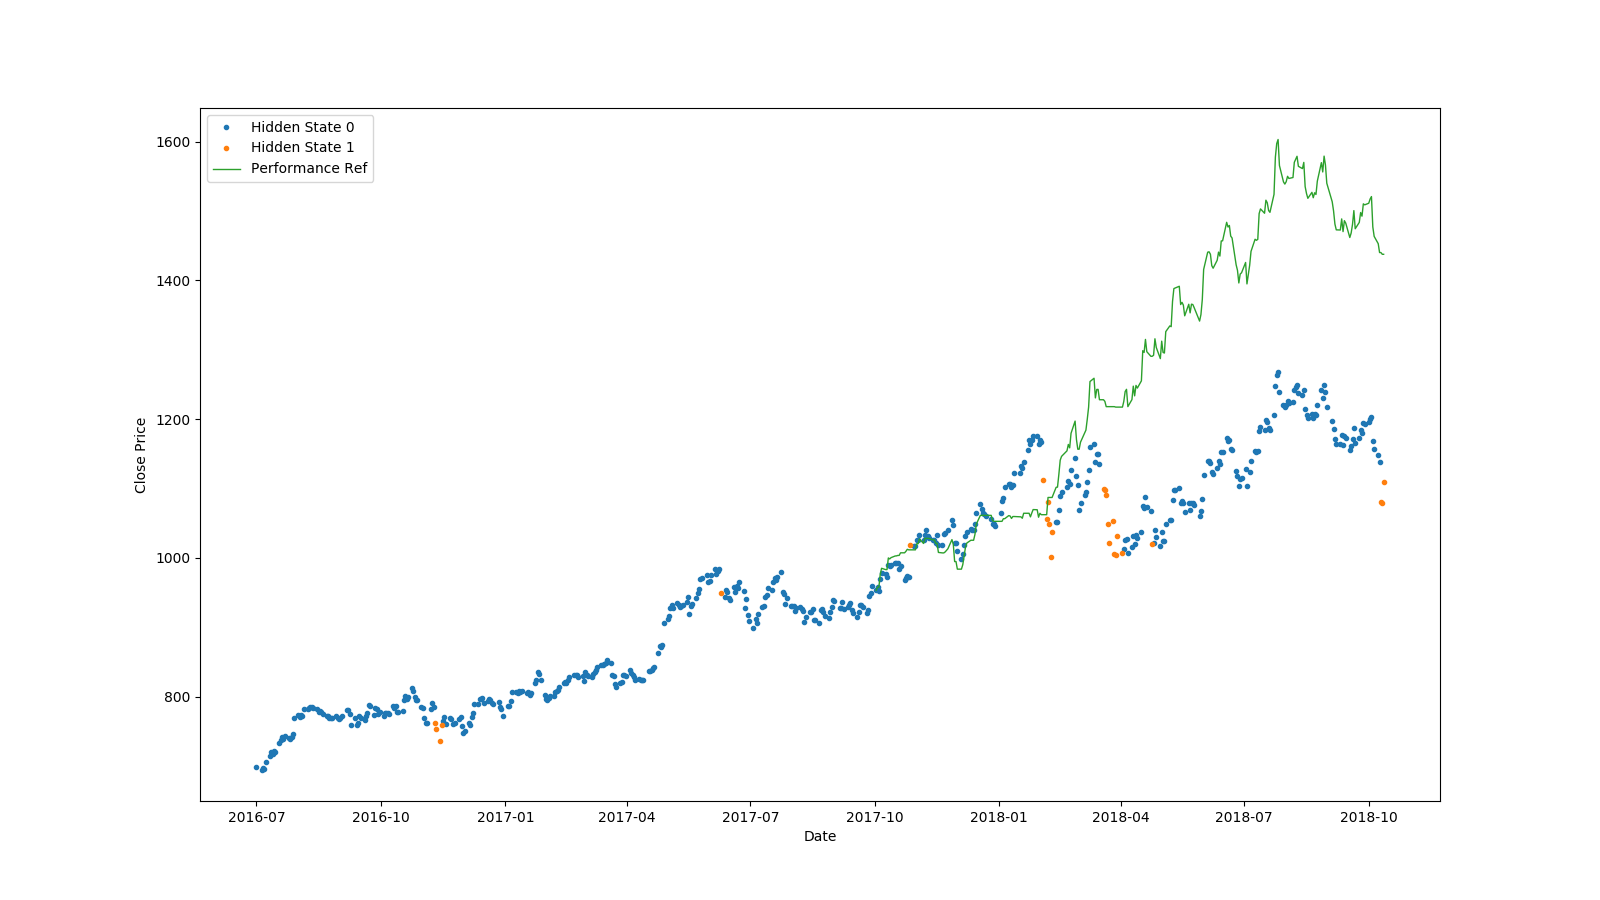 Hidden State 0
Hidden State 1
Performance Ref
1600
1400
1200
1000
800
Close Price
2016-07 2016-10 2017-01 2017-04 2017-07 2017-10 2018-01 2018-04 2018-07 2018-10
Date